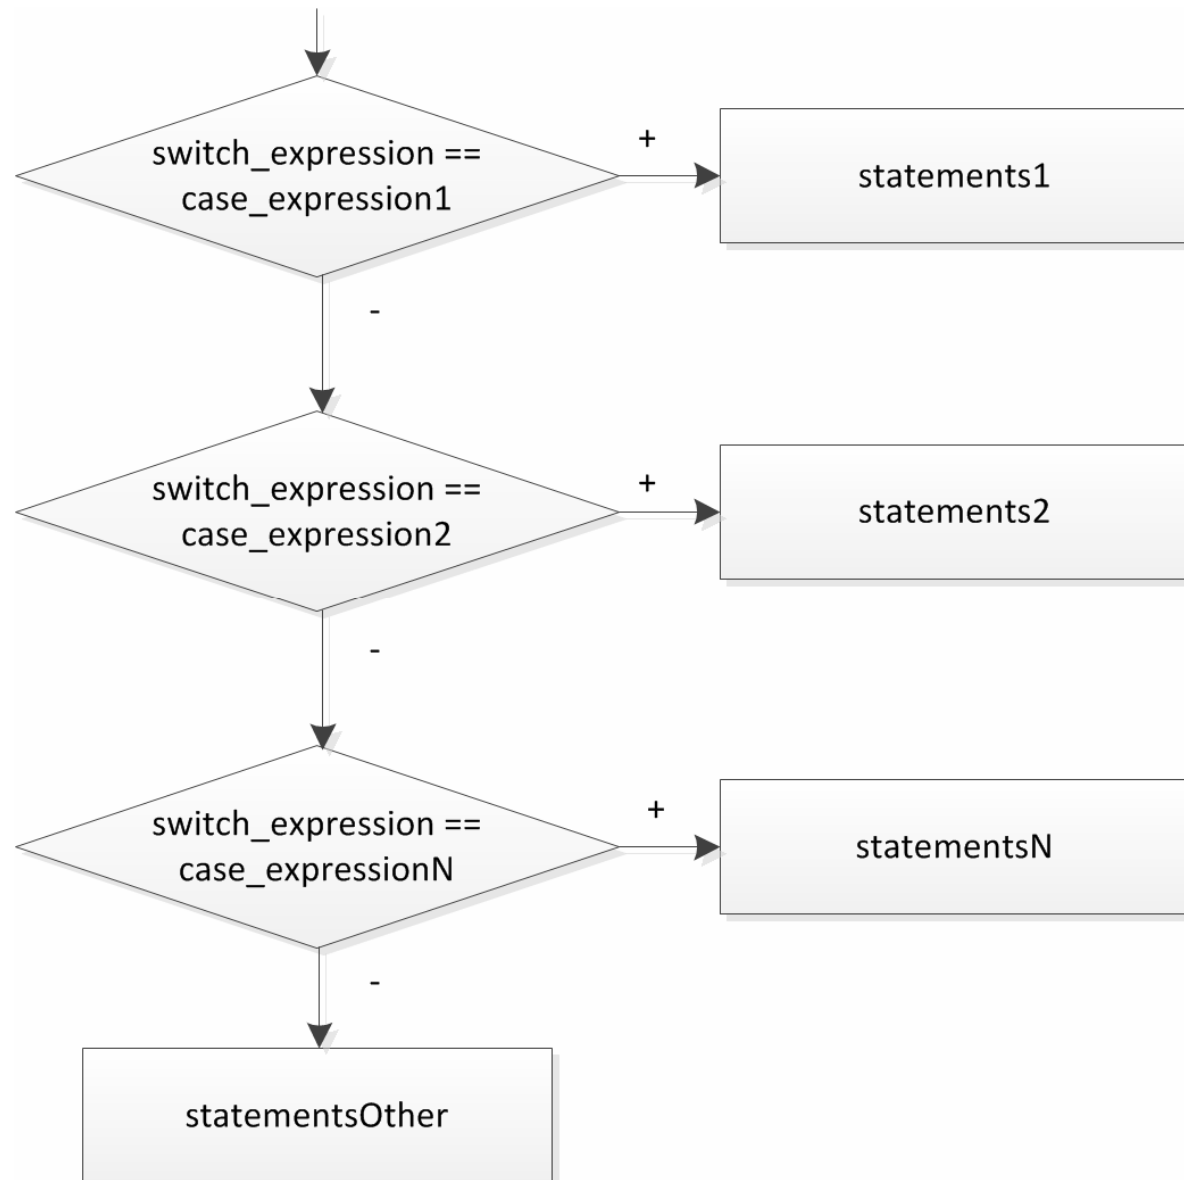 switch_expression ==
case_expression1
+
statements1
-
switch_expression ==
case_expression2
+
statements2
-
switch_expression ==
case_expressionN
+
statementsN
-
statementsOther